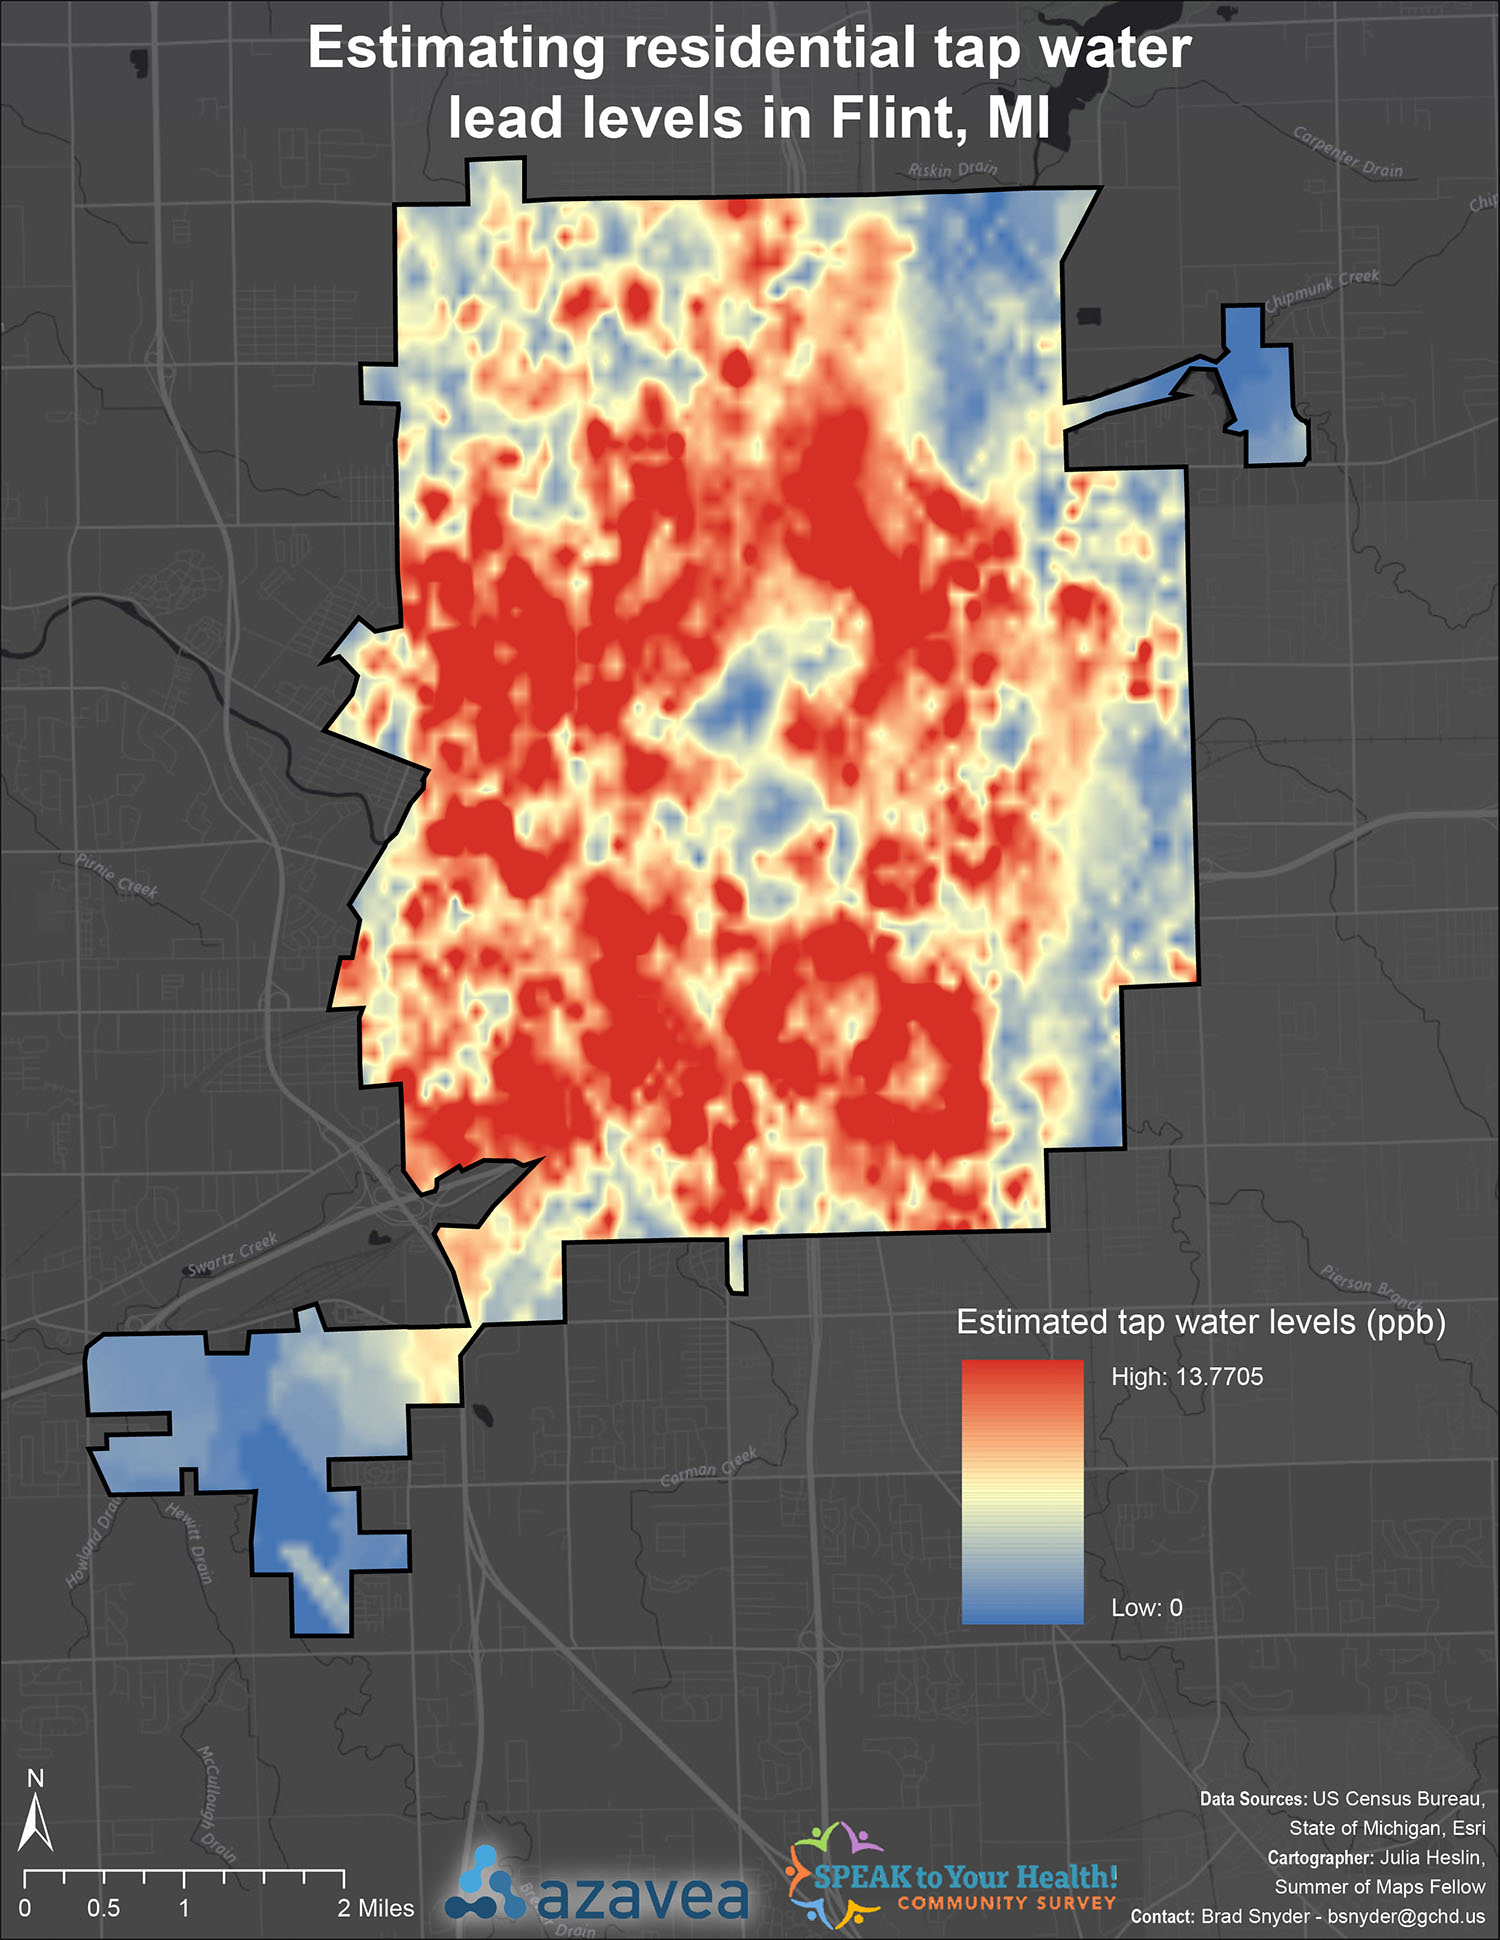 Estimating residential tap water
lead levels in Flint, MI
Riskin Drain
Carpenter Drain
Chip
Chipmunk Creek
Pirnie Creek
Swartz Creek
Pierson Branch
Estimated tap water levels (ppb)
High: 13.7705
Low: 0
Carman Creek
Howland Drain
Hewitt Drain
McCullough Drain
N
0 0.5 1 2 Miles
azavea
Drain
SPEAK to Your Health!
COMMUNITY SURVEY
Data Sources: US Census Bureau,
State of Michigan, Esri
Cartographer: Julia Heslin,
Summer of Maps Fellow
Contact: Brad Snyder - bsnyder@gchd.us